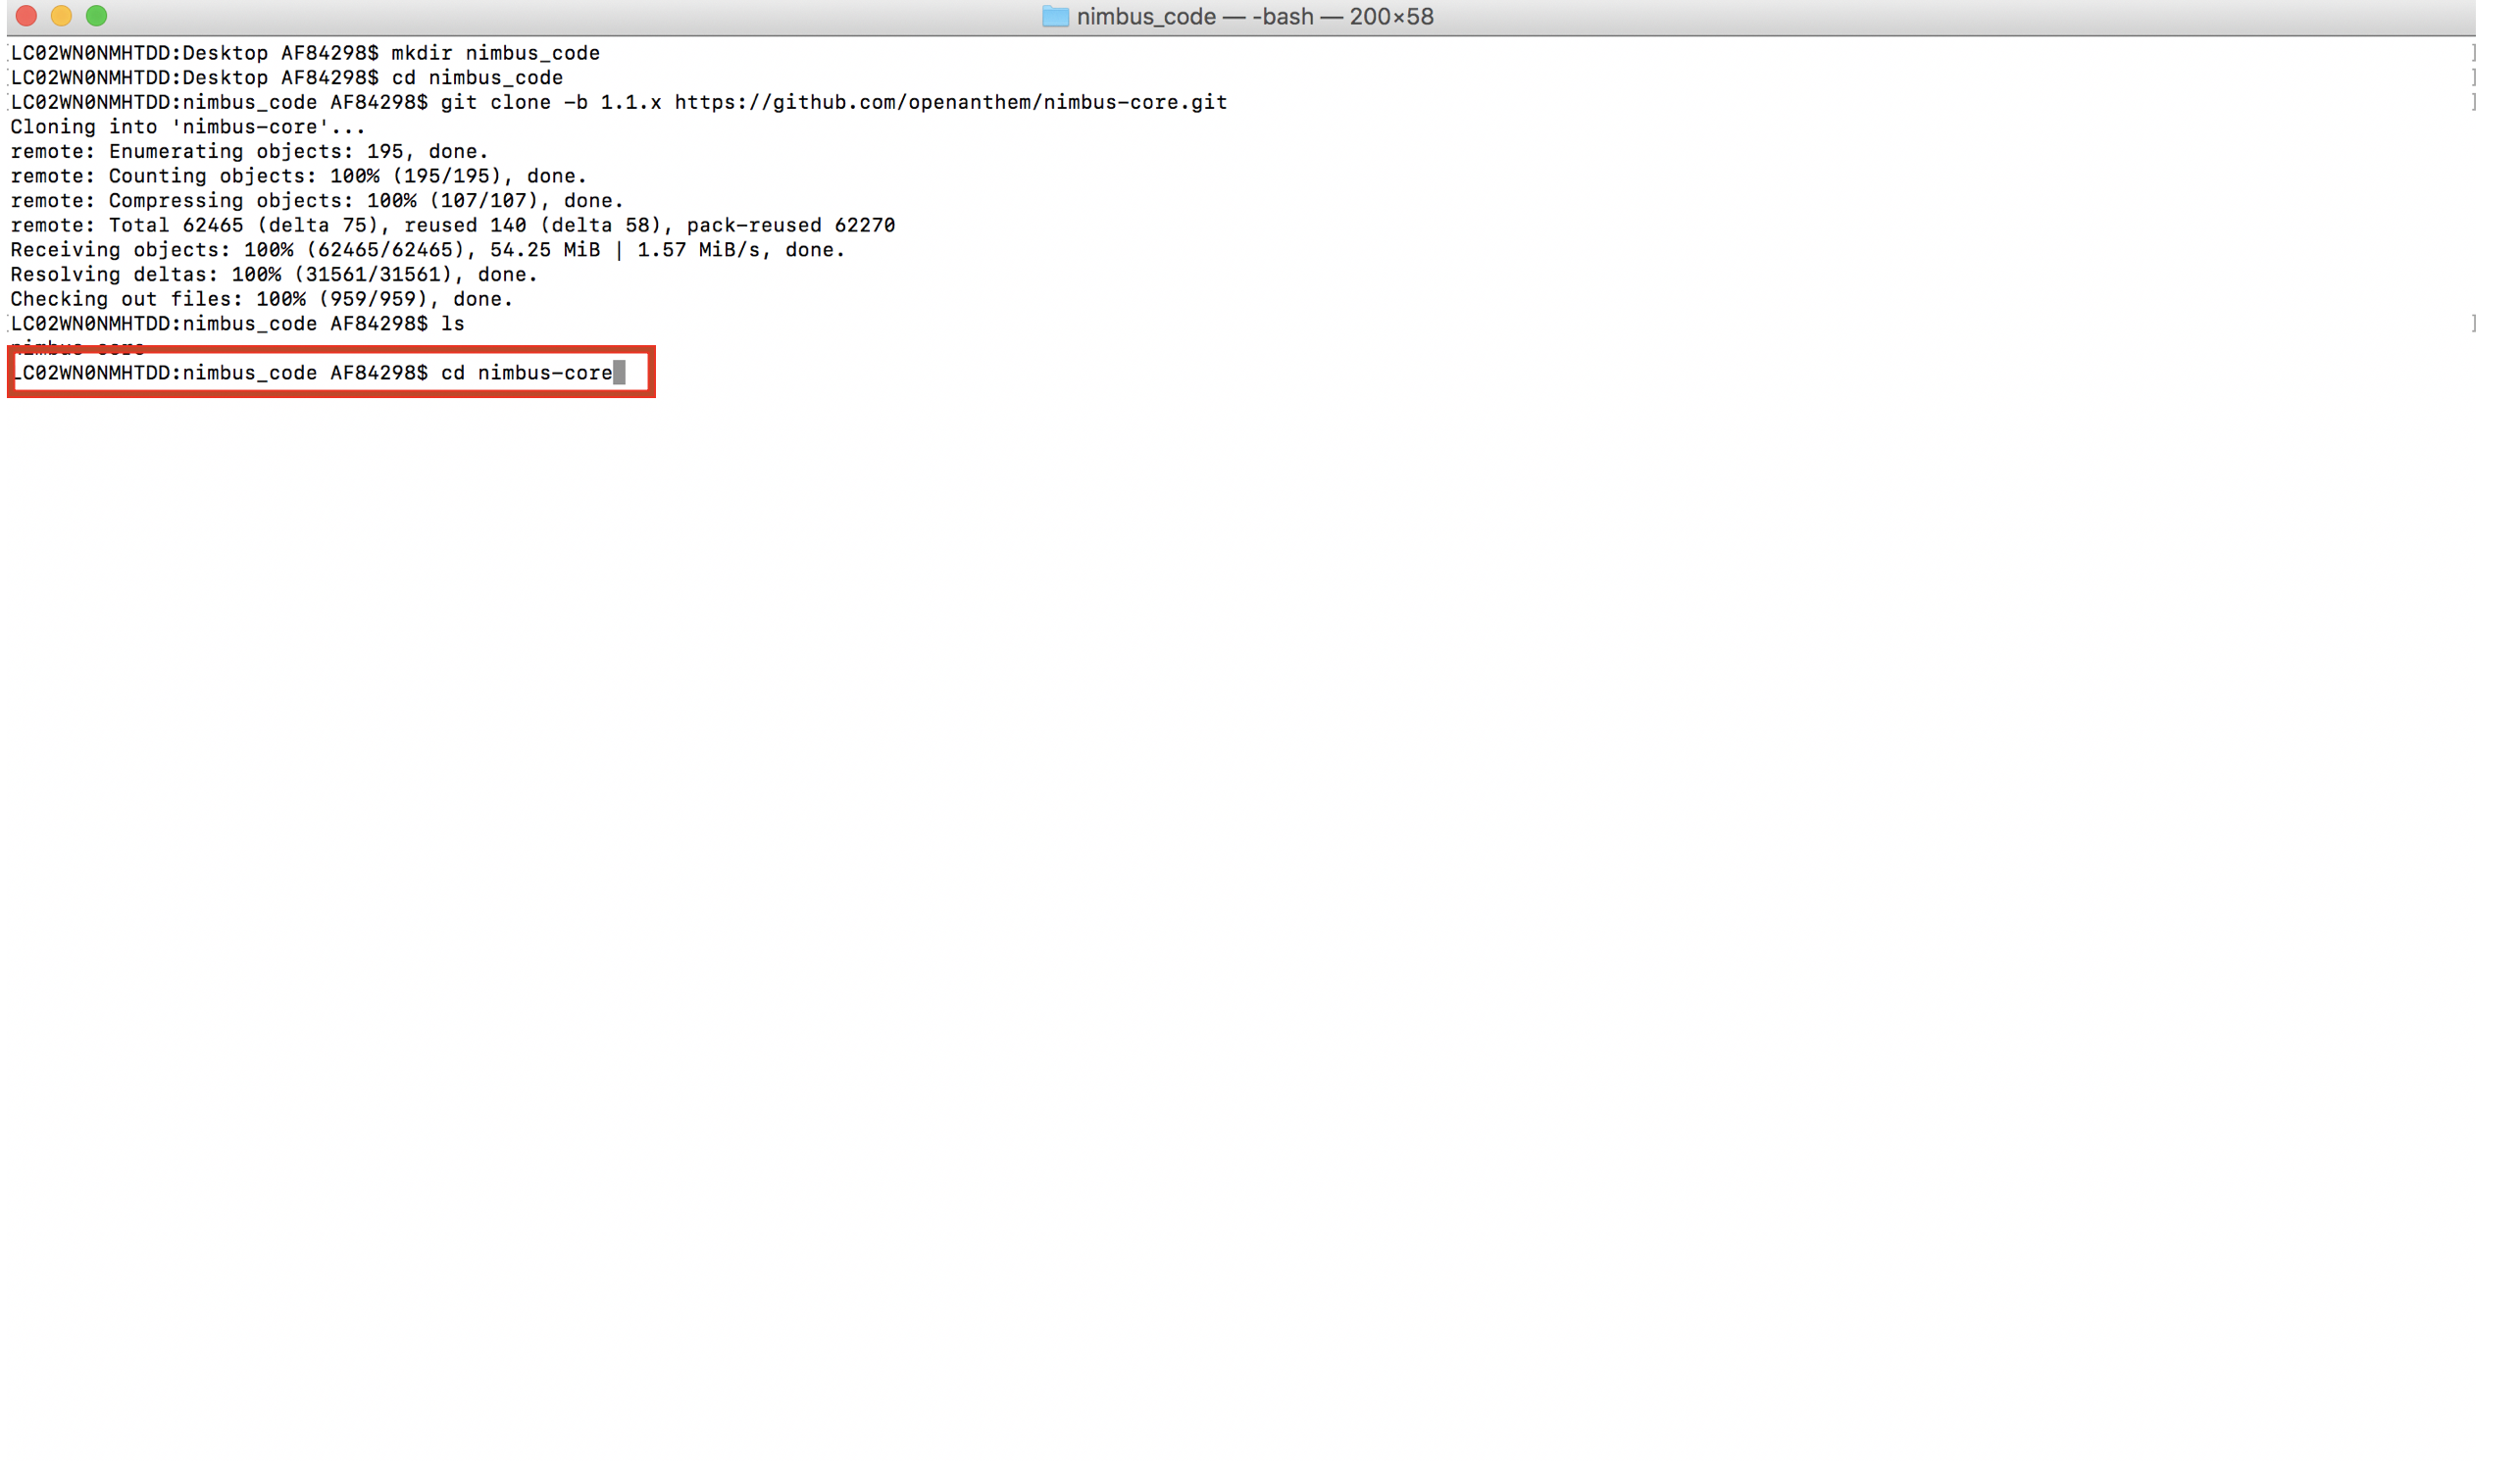 nimbus_code — -bash — 200×58
LC02WN0NMHTDD:Desktop AF84298$ mkdir nimbus_code
LC02WN0NMHTDD:Desktop AF84298$ cd nimbus_code
LC02WN0NMHTDD:nimbus_code AF84298$ git clone -b 1.1.x https://github.com/openanthem/nimbus-core.git
Cloning into 'nimbus-core'...
remote: Enumerating objects: 195, done.
remote: Counting objects: 100% (195/195), done.
remote: Compressing objects: 100% (107/107), done.
remote: Total 62465 (delta 75), reused 140 (delta 58), pack-reused 62270
Receiving objects: 100% (62465/62465), 54.25 MiB | 1.57 MiB/s, done.
Resolving deltas: 100% (31561/31561), done.
Checking out files: 100% (959/959), done.
LC02WN0NMHTDD:nimbus_code AF84298$ ls
nimbus-core
LC02WN0NMHTDD:nimbus_code AF84298$ cd nimbus-core